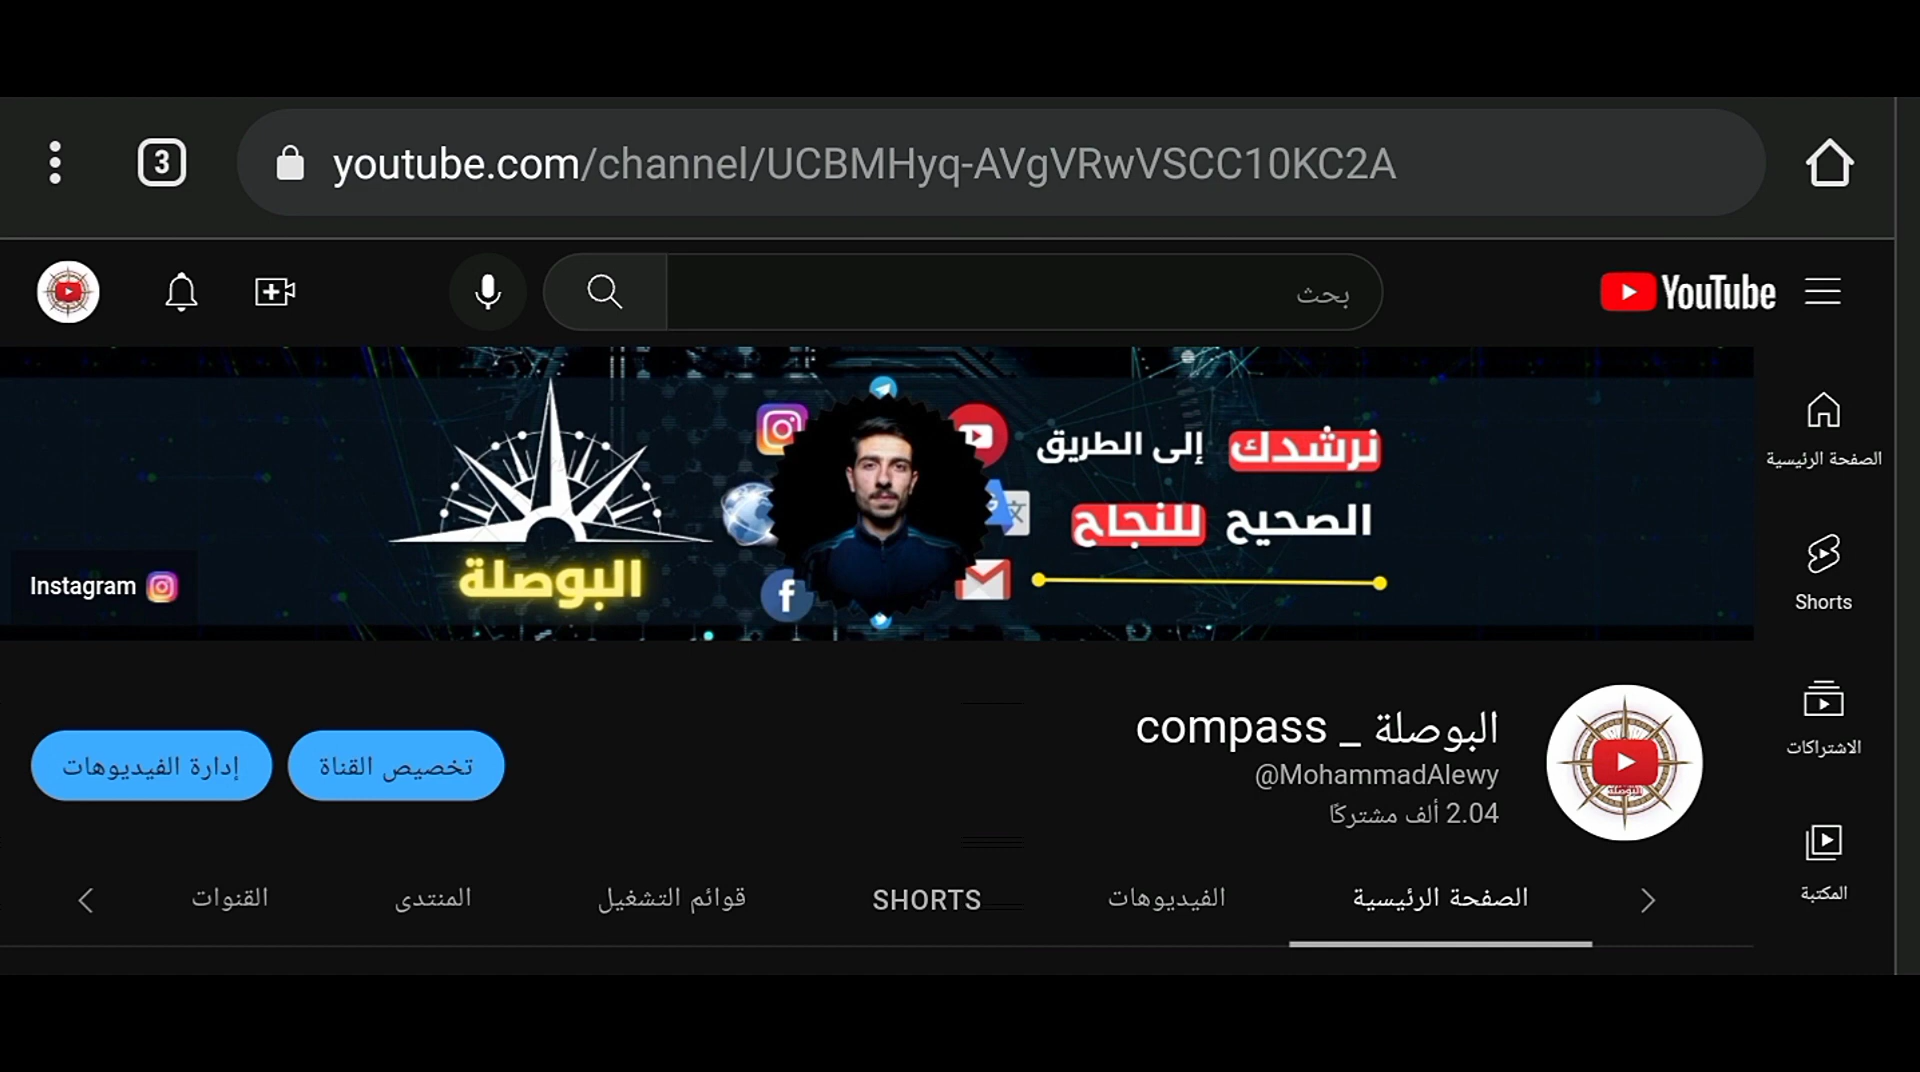 3
youtube.com/channel/UCBMHyq-AVgVRwVSCC10KC2A
YouTube
بحث
نرشدك إلى الطريق
الصحيح للنجاح
البوصلة
Instagram
الصفحة الرئيسية
Shorts
الاشتراكات
المكتبة
البوصلة _ compass
@MohammadAlewy
2.04 ألف مشتركًا
تخصيص القناة
إدارة الفيديوهات
البوصلة
الصفحة الرئيسية
الفيديوهات
SHORTS
قوائم التشغيل
المنتدى
القنوات